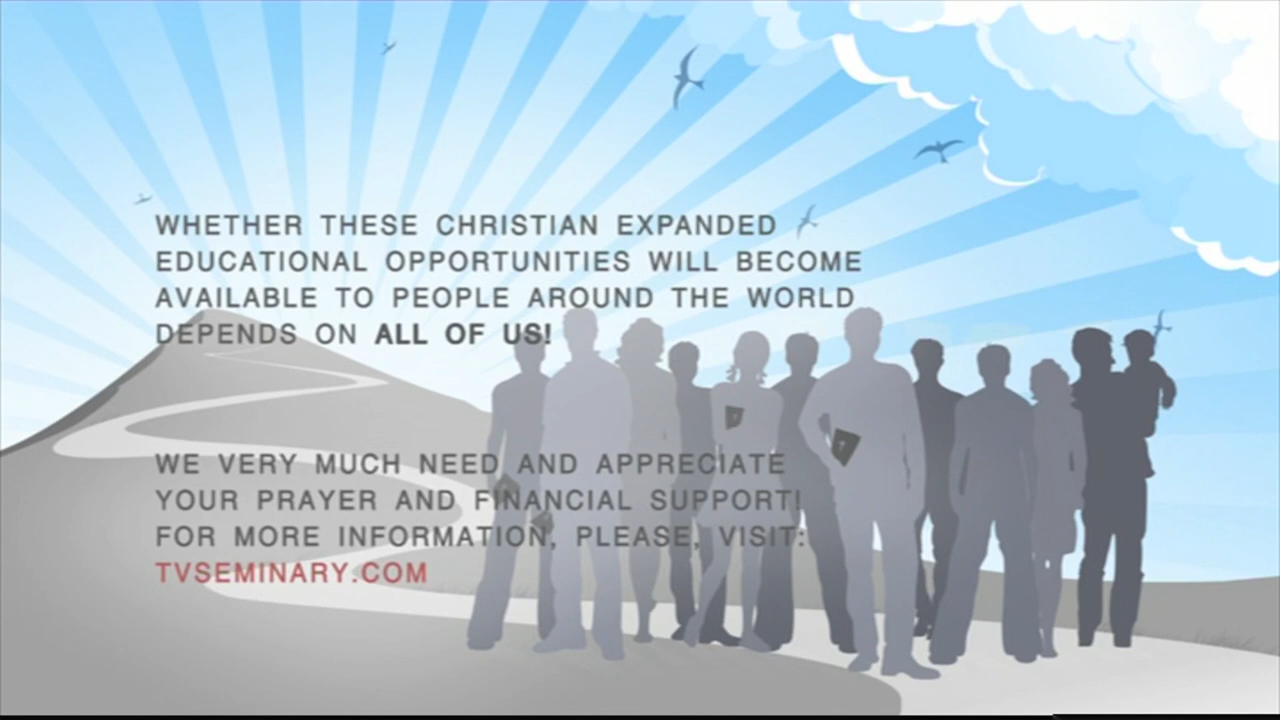 WHETHER THESE CHRISTIAN EXPANDED
EDUCATIONAL OPPORTUNITIES WILL BECOME
AVAILABLE TO PEOPLE AROUND THE WORLD
DEPENDS ON ALL OF US!
WE VERY MUCH NEED AND APPRECIATE
YOUR PRAYER AND FINANCIAL SUPPORT!
FOR MORE INFORMATION, PLEASE, VISIT:
TVSEMINARY.COM